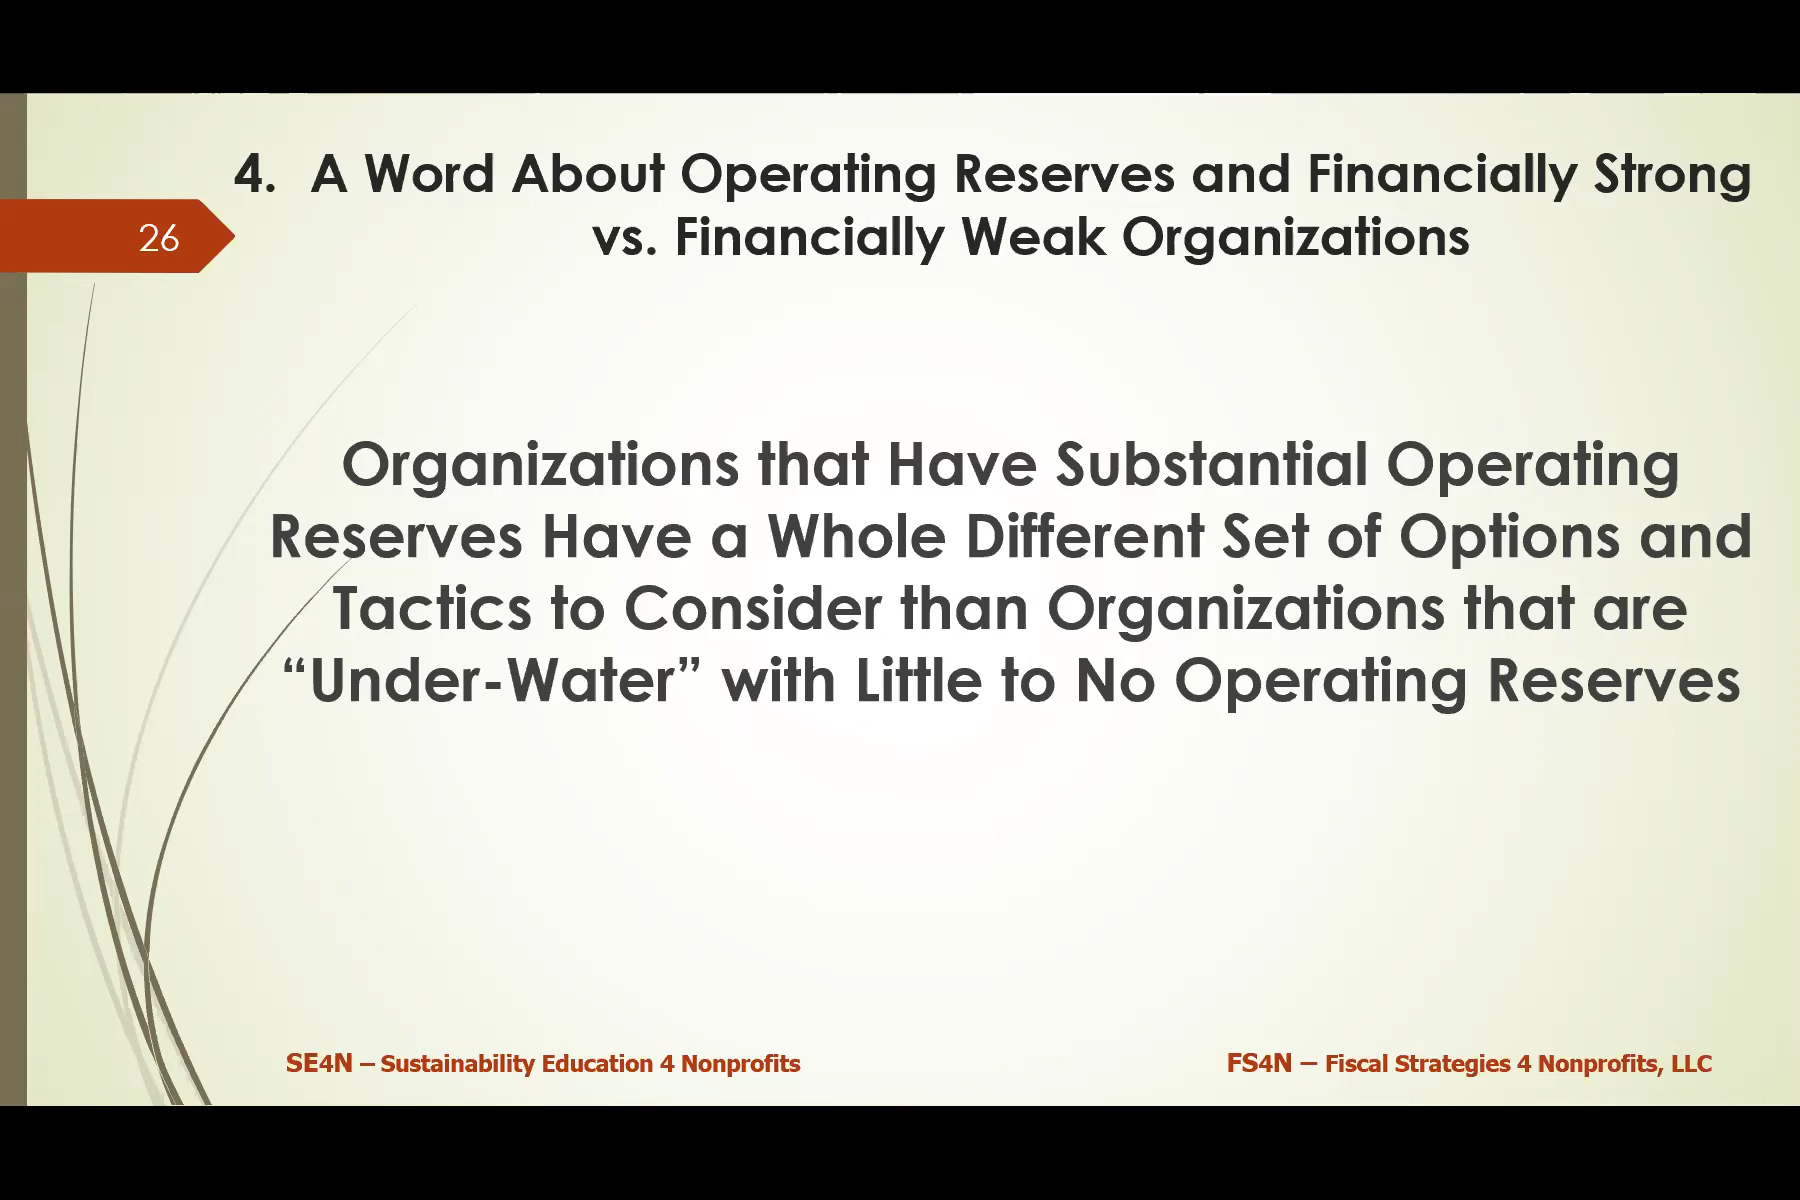 4. A Word About Operating Reserves and Financially Strong
vs. Financially Weak Organizations
26
Organizations that Have Substantial Operating
Reserves Have a Whole Different Set of Options and
Tactics to Consider than Organizations that are
“Under-Water” with Little to No Operating Reserves
SE4N – Sustainability Education 4 Nonprofits
FS4N – Fiscal Strategies 4 Nonprofits, LLC